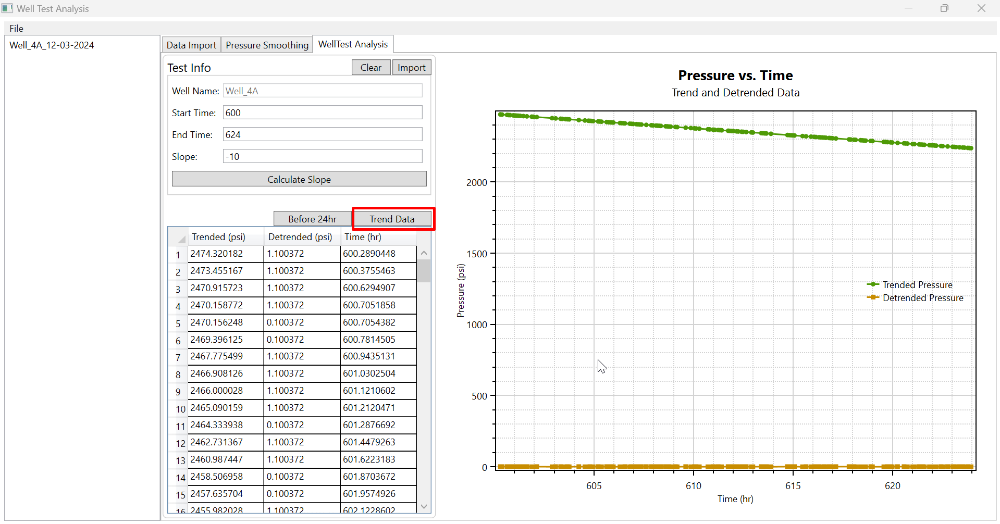 Well Test Analysis
File
Well_4A_12-03-2024
Data Import Pressure Smoothing WellTest Analysis
Test Info Clear Import
Well Name: Well_4A
Start Time: 600
End Time: 624
Slope: -10
Calculate Slope
Before 24hr Trend Data
Trended (psi) Detrended (psi) Time (hr)
1 2474.320182 1.100372 600.2890448
2 2473.455167 1.100372 600.3755463
3 2470.915723 1.100372 600.6294907
4 2470.158772 1.100372 600.7051858
5 2470.156248 0.100372 600.7054382
6 2469.396125 0.100372 600.7814505
7 2467.775499 1.100372 600.9435131
8 2466.908126 1.100372 601.0302504
9 2466.000028 1.100372 601.1210602
10 2465.090159 1.100372 601.2120471
11 2464.333938 0.100372 601.2876692
12 2462.731367 1.100372 601.4479263
13 2460.987447 1.100372 601.6223183
14 2458.506958 0.100372 601.8703672
15 2457.635704 0.100372 601.9574926
16 2455.982028 1.100372 602.1228602
Pressure vs. Time
Trend and Detrended Data
2000
1500
1000
500
0
Pressure (psi)
Trended Pressure
Detrended Pressure
605 610 615 620
Time (hr)